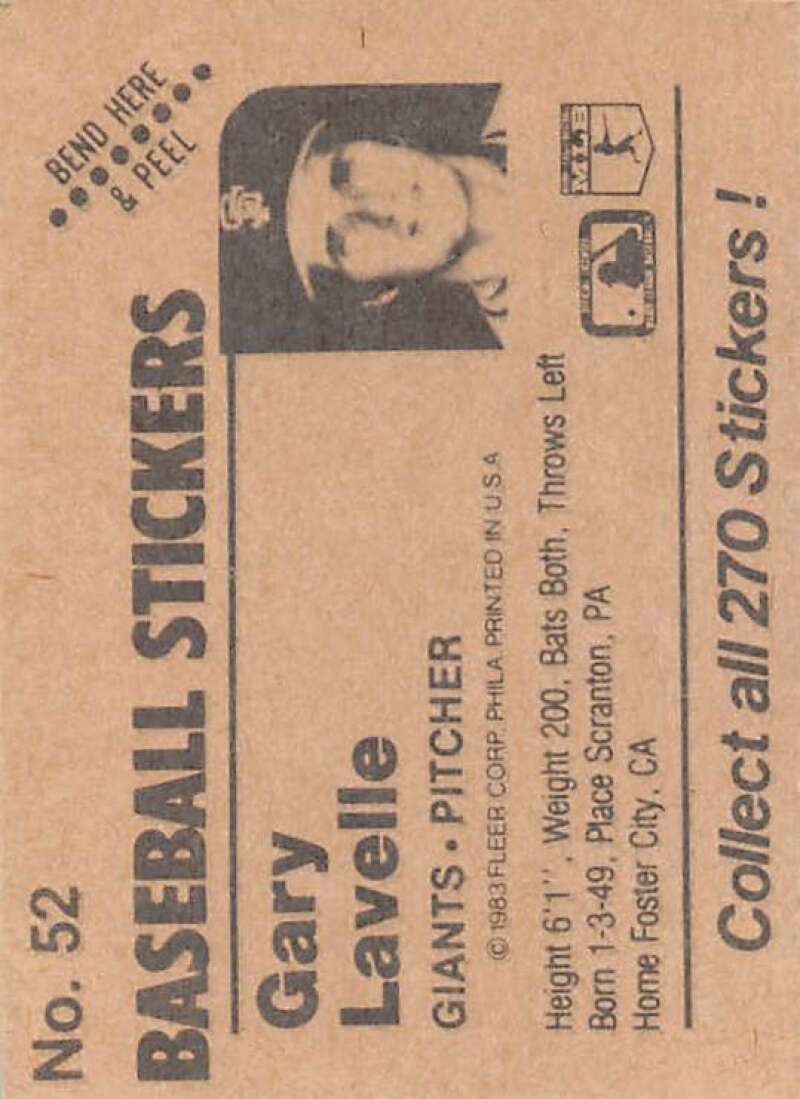 No. 52
BEND HERE
& PEEL
BASEBALL STICKERS
Gary
Lavelle
GIANTS • PITCHER
© 1983 FLEER CORP. PHILA. PRINTED IN U.S.A
Height 6'1", Weight 200, Bats Both, Throws Left
Born 1-3-49, Place Scranton, PA
Home Foster City, CA
Collect all 270 Stickers!